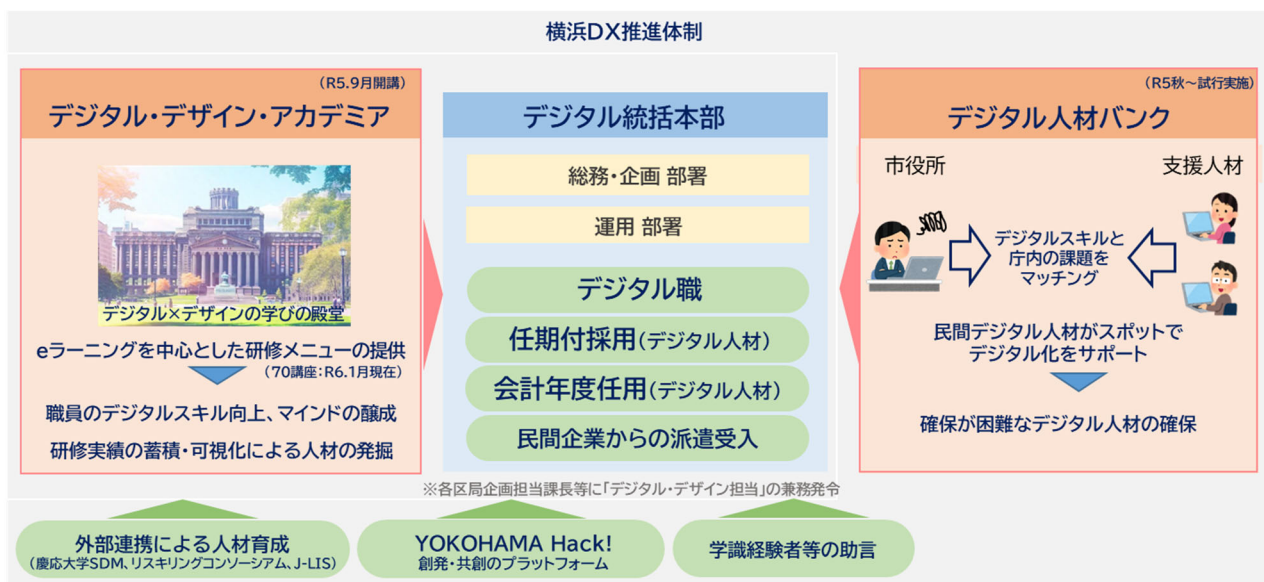 横浜DX推進体制
(R5.9月開講)
デジタル・デザイン・アカデミア
デジタル×デザインの学びの殿堂
eラーニングを中心とした研修メニューの提供
(70講座:R6.1月現在)
職員のデジタルスキル向上、マインドの醸成
研修実績の蓄積・可視化による人材の発掘
デジタル統括本部
総務・企画 部署
運用 部署
デジタル職
任期付採用(デジタル人材)
会計年度任用(デジタル人材)
民間企業からの派遣受入
(R5秋~試行実施)
デジタル人材バンク
市役所
支援人材
デジタルスキルと
庁内の課題を
マッチング
民間デジタル人材がスポットで
デジタル化をサポート
確保が困難なデジタル人材の確保
※各区局企画担当課長等に「デジタル・デザイン担当」の兼務発令
外部連携による人材育成
(慶応大学SDM、リスキリングコンソーシアム、J-LIS)
YOKOHAMA Hack!
創発・共創のプラットフォーム
学識経験者等の助言